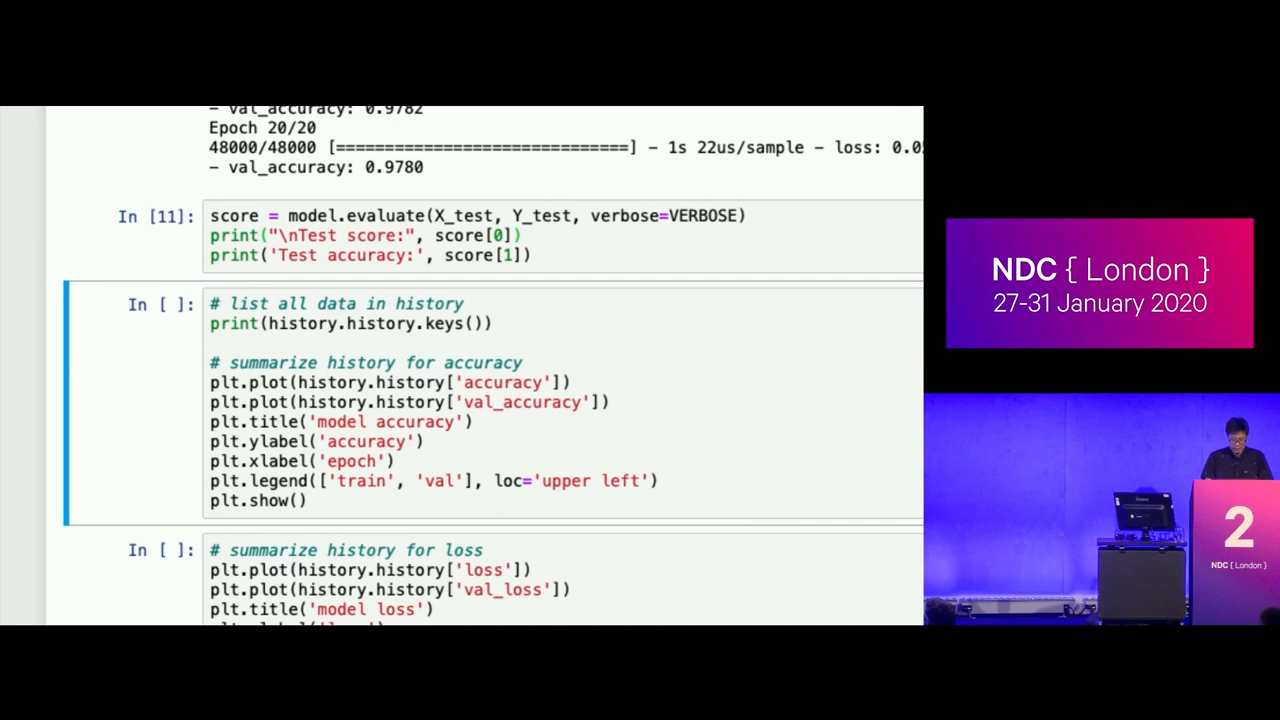 - val_accuracy: 0.9782
Epoch 20/20
48000/48000 [==============================] - 1s 22us/sample - loss: 0.05
- val_accuracy: 0.9780
In [11]:
score = model.evaluate(X_test, Y_test, verbose=VERBOSE)
print("\nTest score:", score[0])
print('Test accuracy:', score[1])
In [ ]:
# list all data in history
print(history.history.keys())
# summarize history for accuracy
plt.plot(history.history['accuracy'])
plt.plot(history.history['val_accuracy'])
plt.title('model accuracy')
plt.ylabel('accuracy')
plt.xlabel('epoch')
plt.legend(['train', 'val'], loc='upper left')
plt.show()
In [ ]:
# summarize history for loss
plt.plot(history.history['loss'])
plt.plot(history.history['val_loss'])
plt.title('model loss')
NDC { London }
27-31 January 2020
2
NDC { London }